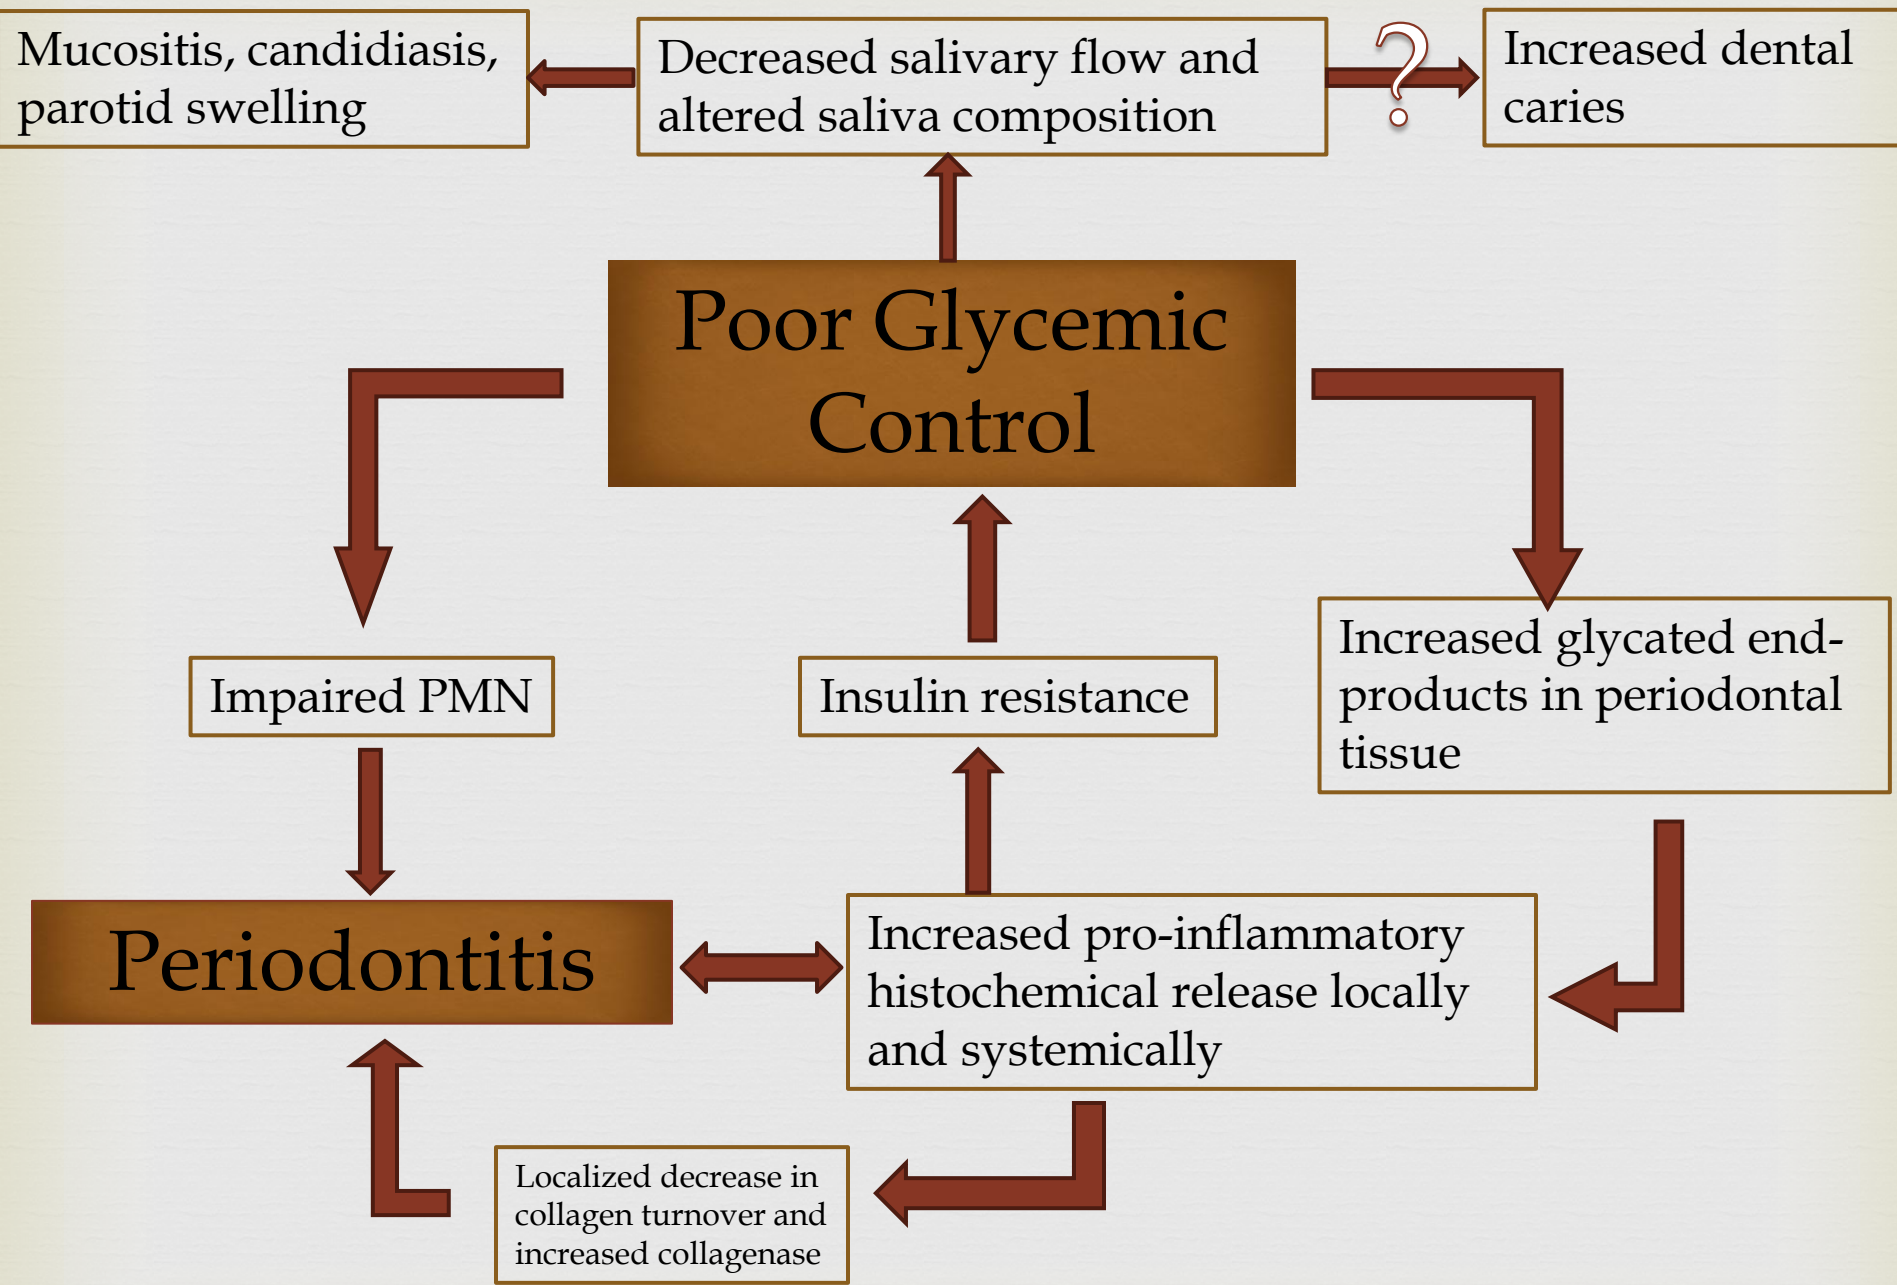 Mucositis, candidiasis,
parotid swelling
Decreased salivary flow and
altered saliva composition
?
Increased dental
caries
Poor Glycemic
Control
Impaired PMN
Insulin resistance
Increased glycated end-
products in periodontal
tissue
Periodontitis
Increased pro-inflammatory
histochemical release locally
and systemically
Localized decrease in
collagen turnover and
increased collagenase